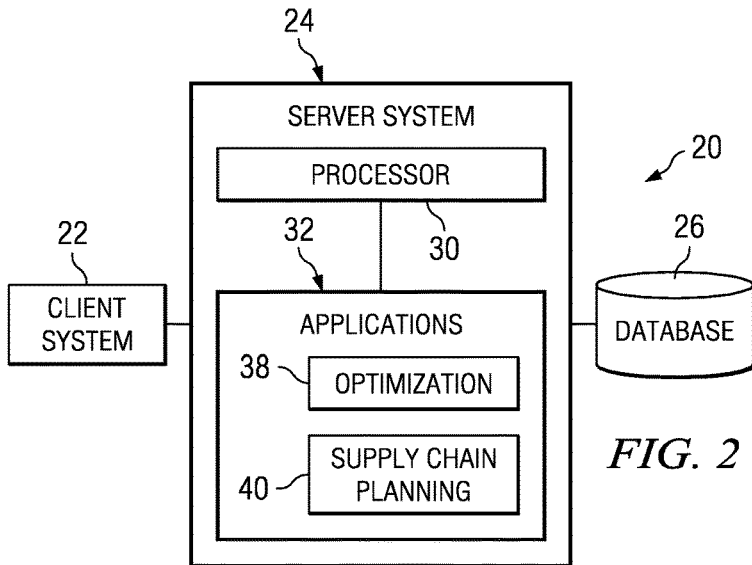 24
SERVER SYSTEM
PROCESSOR
20
30
22
32
26
CLIENT
SYSTEM
APPLICATIONS
DATABASE
38
OPTIMIZATION
40
SUPPLY CHAIN
PLANNING
FIG. 2